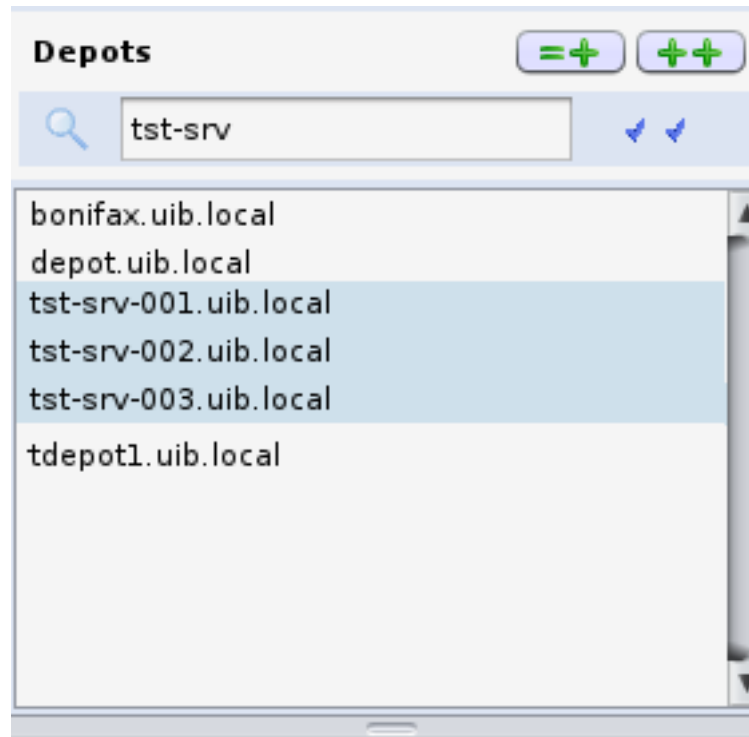 Depots
=+ ++
tst-srv
bonifax.uib.local
depot.uib.local
tst-srv-001.uib.local
tst-srv-002.uib.local
tst-srv-003.uib.local
tdepot1.uib.local